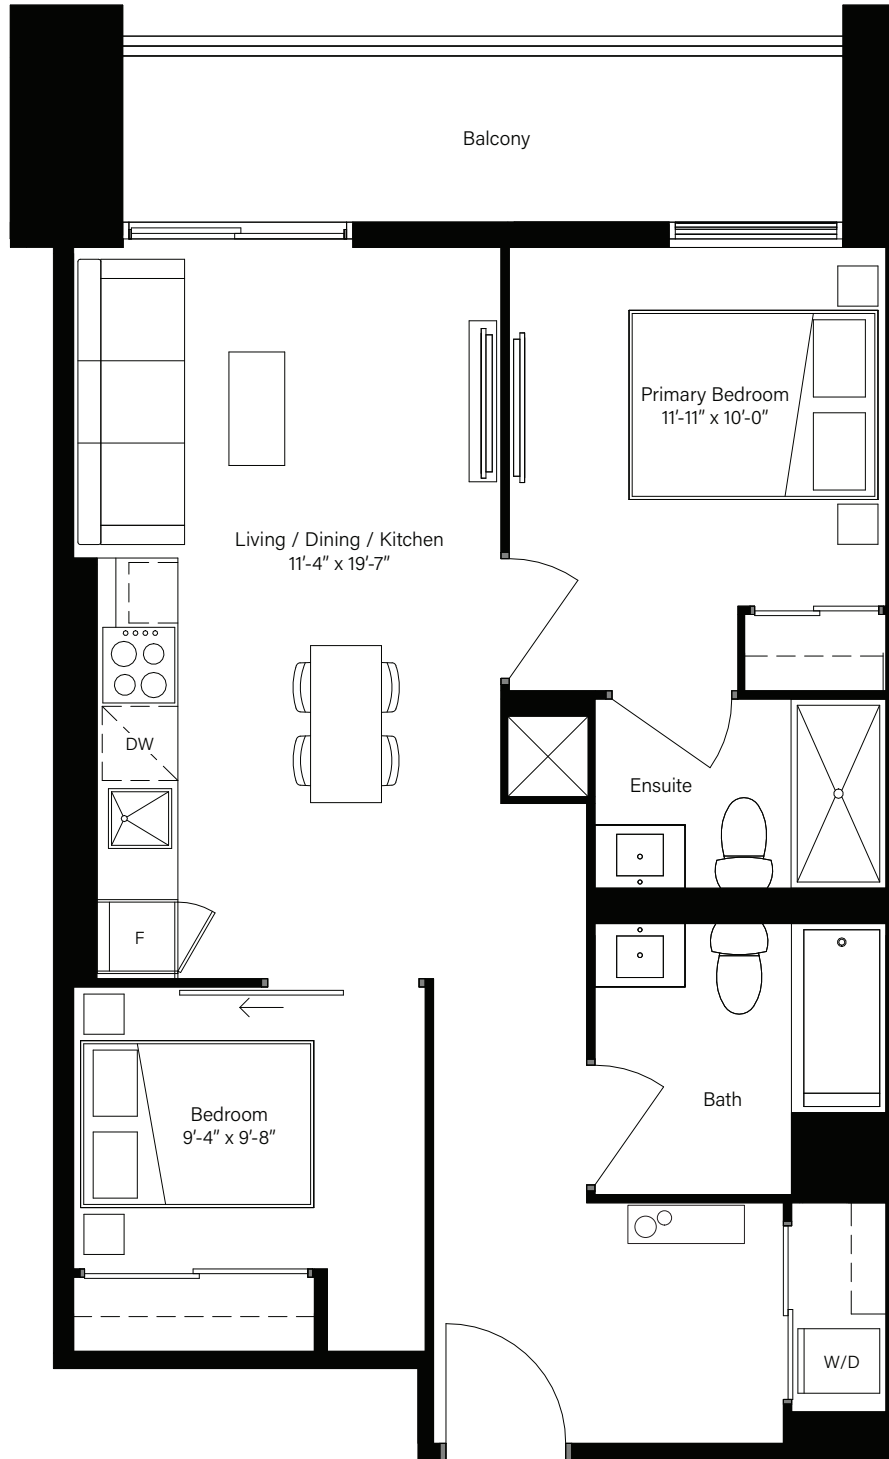 Balcony
Primary Bedroom
11'-11" x 10'-0"
Living / Dining / Kitchen
11'-4" x 19'-7"
DW
Ensuite
F
Bath
Bedroom
9'-4" x 9'-8"
W/D